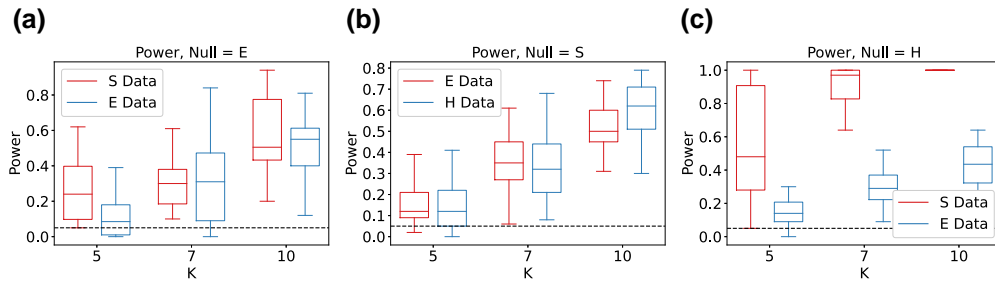 (a)
Power, Null = E
S Data
E Data
Power
0.8
0.6
0.4
0.2
0.0
5
7
10
K
(b)
Power, Null = S
E Data
H Data
Power
0.8
0.7
0.6
0.5
0.4
0.3
0.2
0.1
0.0
5
7
10
K
(c)
Power, Null = H
S Data
E Data
Power
1.0
0.8
0.6
0.4
0.2
0.0
5
7
10
K